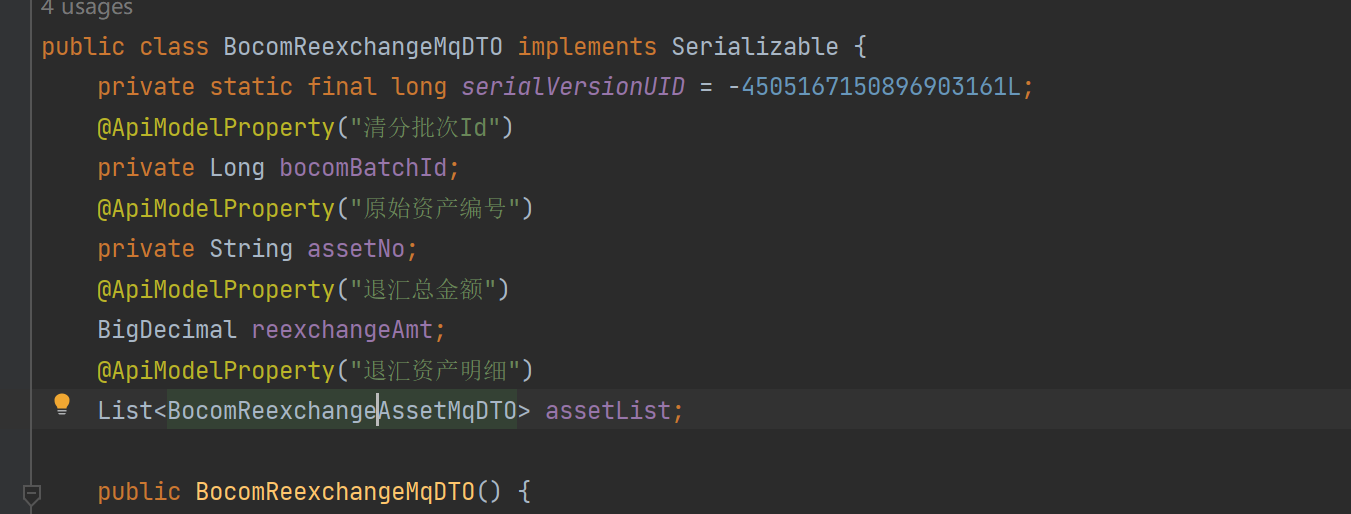 4 usages
public class BocomReexchangeMqDTO implements Serializable {
private static final long serialVersionUID = -4505167150896903161L;
@ApiModelProperty("清分批次Id")
private Long bocomBatchId;
@ApiModelProperty("原始资产编号")
private String assetNo;
@ApiModelProperty("退汇总金额")
BigDecimal reexchangeAmt;
@ApiModelProperty("退汇资产明细")
List<BocomReexchangeAssetMqDTO> assetList;
public BocomReexchangeMqDTO() {